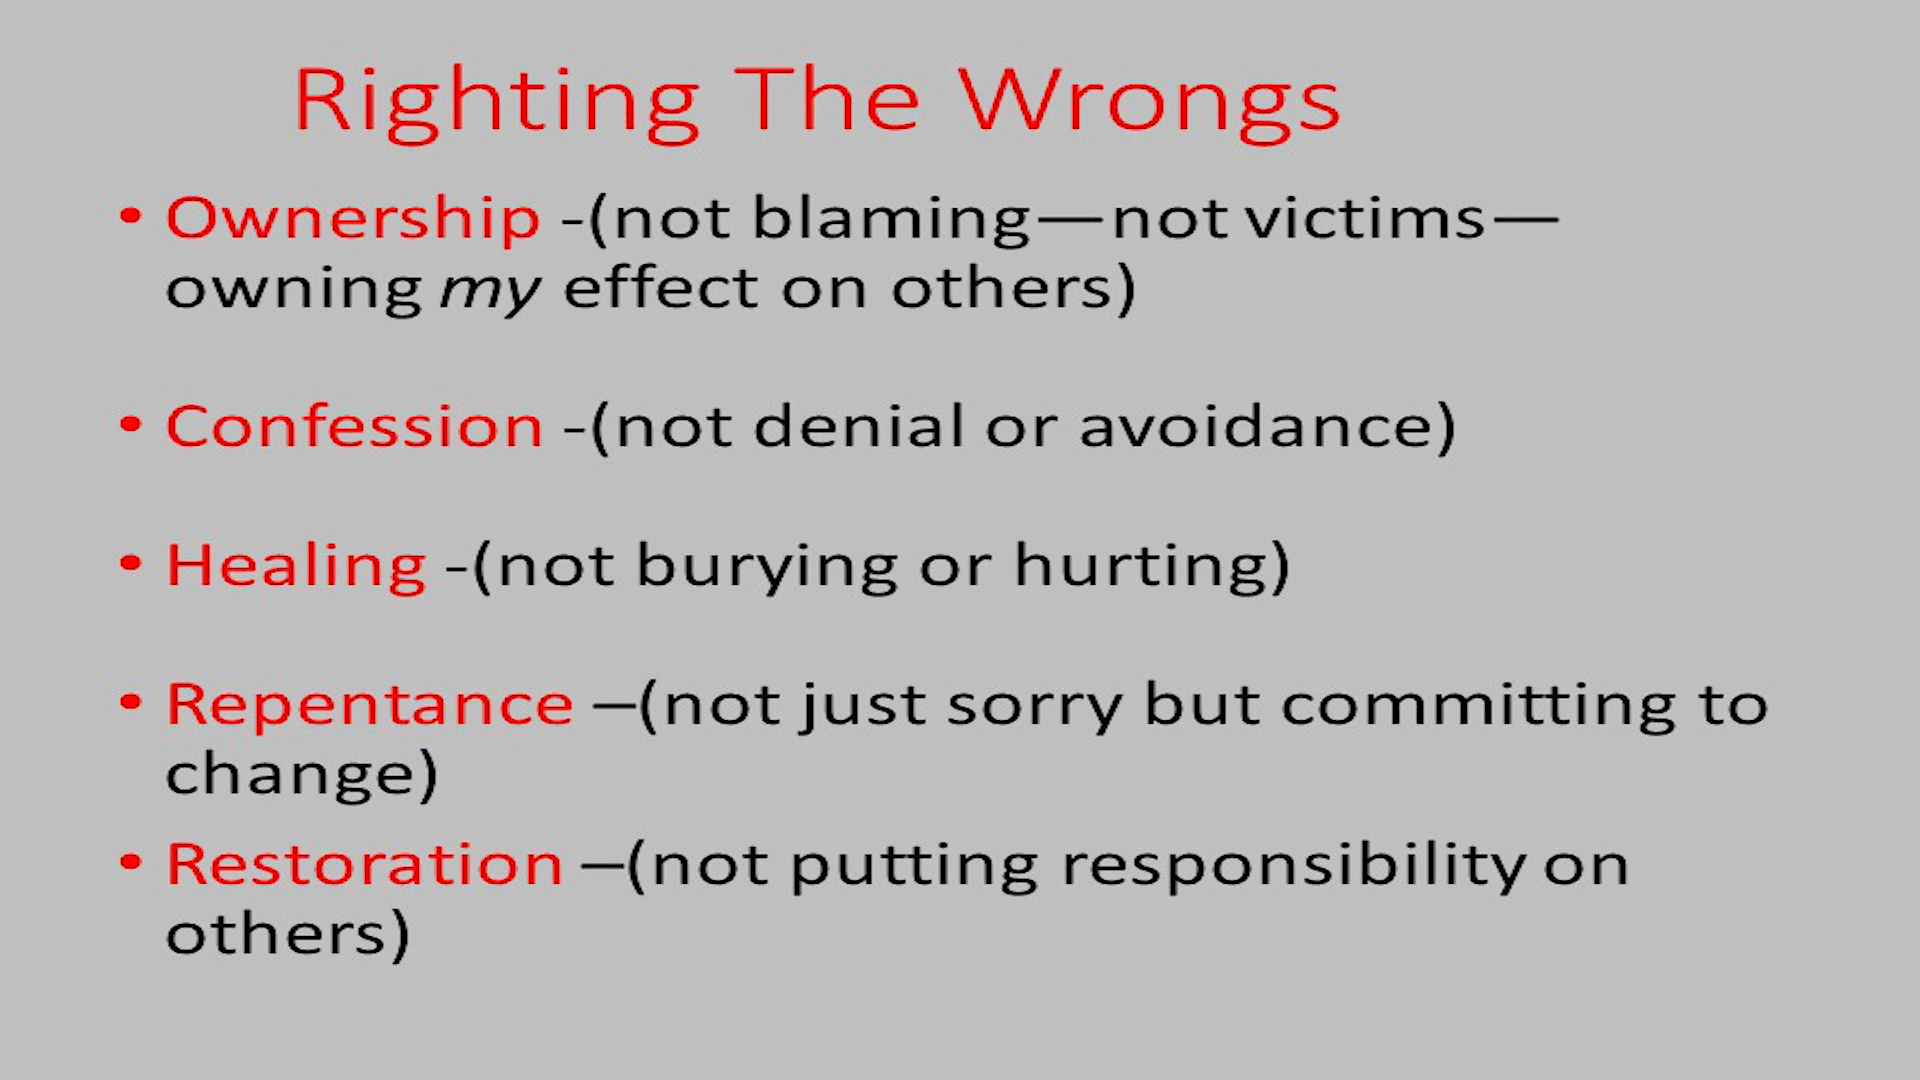 Righting The Wrongs
• Ownership -(not blaming—not victims—
owning my effect on others)
• Confession -(not denial or avoidance)
• Healing -(not burying or hurting)
• Repentance –(not just sorry but committing to
change)
• Restoration –(not putting responsibility on
others)